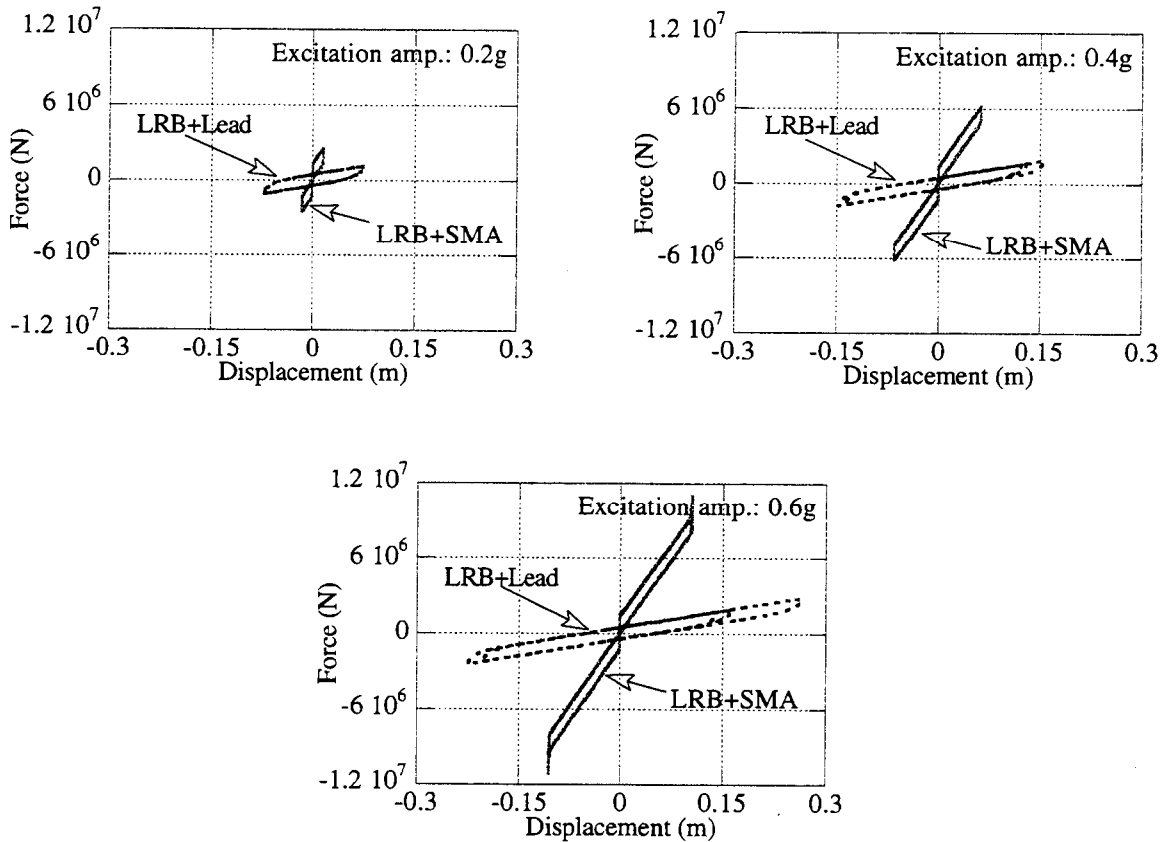 1.2 10^7
Excitation amp.: 0.2g
6 10^6
LRB+Lead
0
Force (N)
LRB+SMA
-6 10^6
-1.2 10^7
-0.3 -0.15 0 0.15 0.3
Displacement (m)
1.2 10^7
Excitation amp.: 0.4g
6 10^6
LRB+Lead
0
Force (N)
LRB+SMA
-6 10^6
-1.2 10^7
-0.3 -0.15 0 0.15 0.3
Displacement (m)
1.2 10^7
Excitation amp.: 0.6g
6 10^6
LRB+Lead
0
Force (N)
LRB+SMA
-6 10^6
-1.2 10^7
-0.3 -0.15 0 0.15 0.3
Displacement (m)